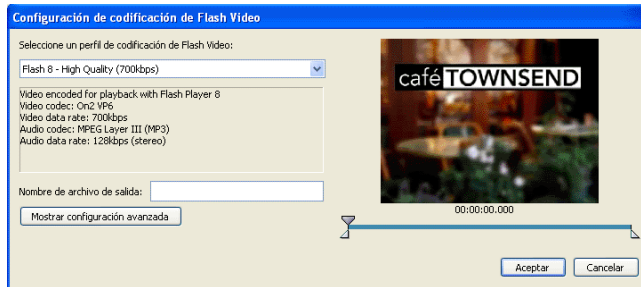 Configuración de codificación de Flash Video
Seleccione un perfil de codificación de Flash Video:
Flash 8 - High Quality (700kbps)
Video encoded for playback with Flash Player 8
Video codec: On2 VP6
Video data rate: 700kbps
Audio codec: MPEG Layer III (MP3)
Audio data rate: 128kbps (stereo)
Nombre de archivo de salida:
Mostrar configuración avanzada
café TOWNSEND
00:00:00.000
Aceptar
Cancelar